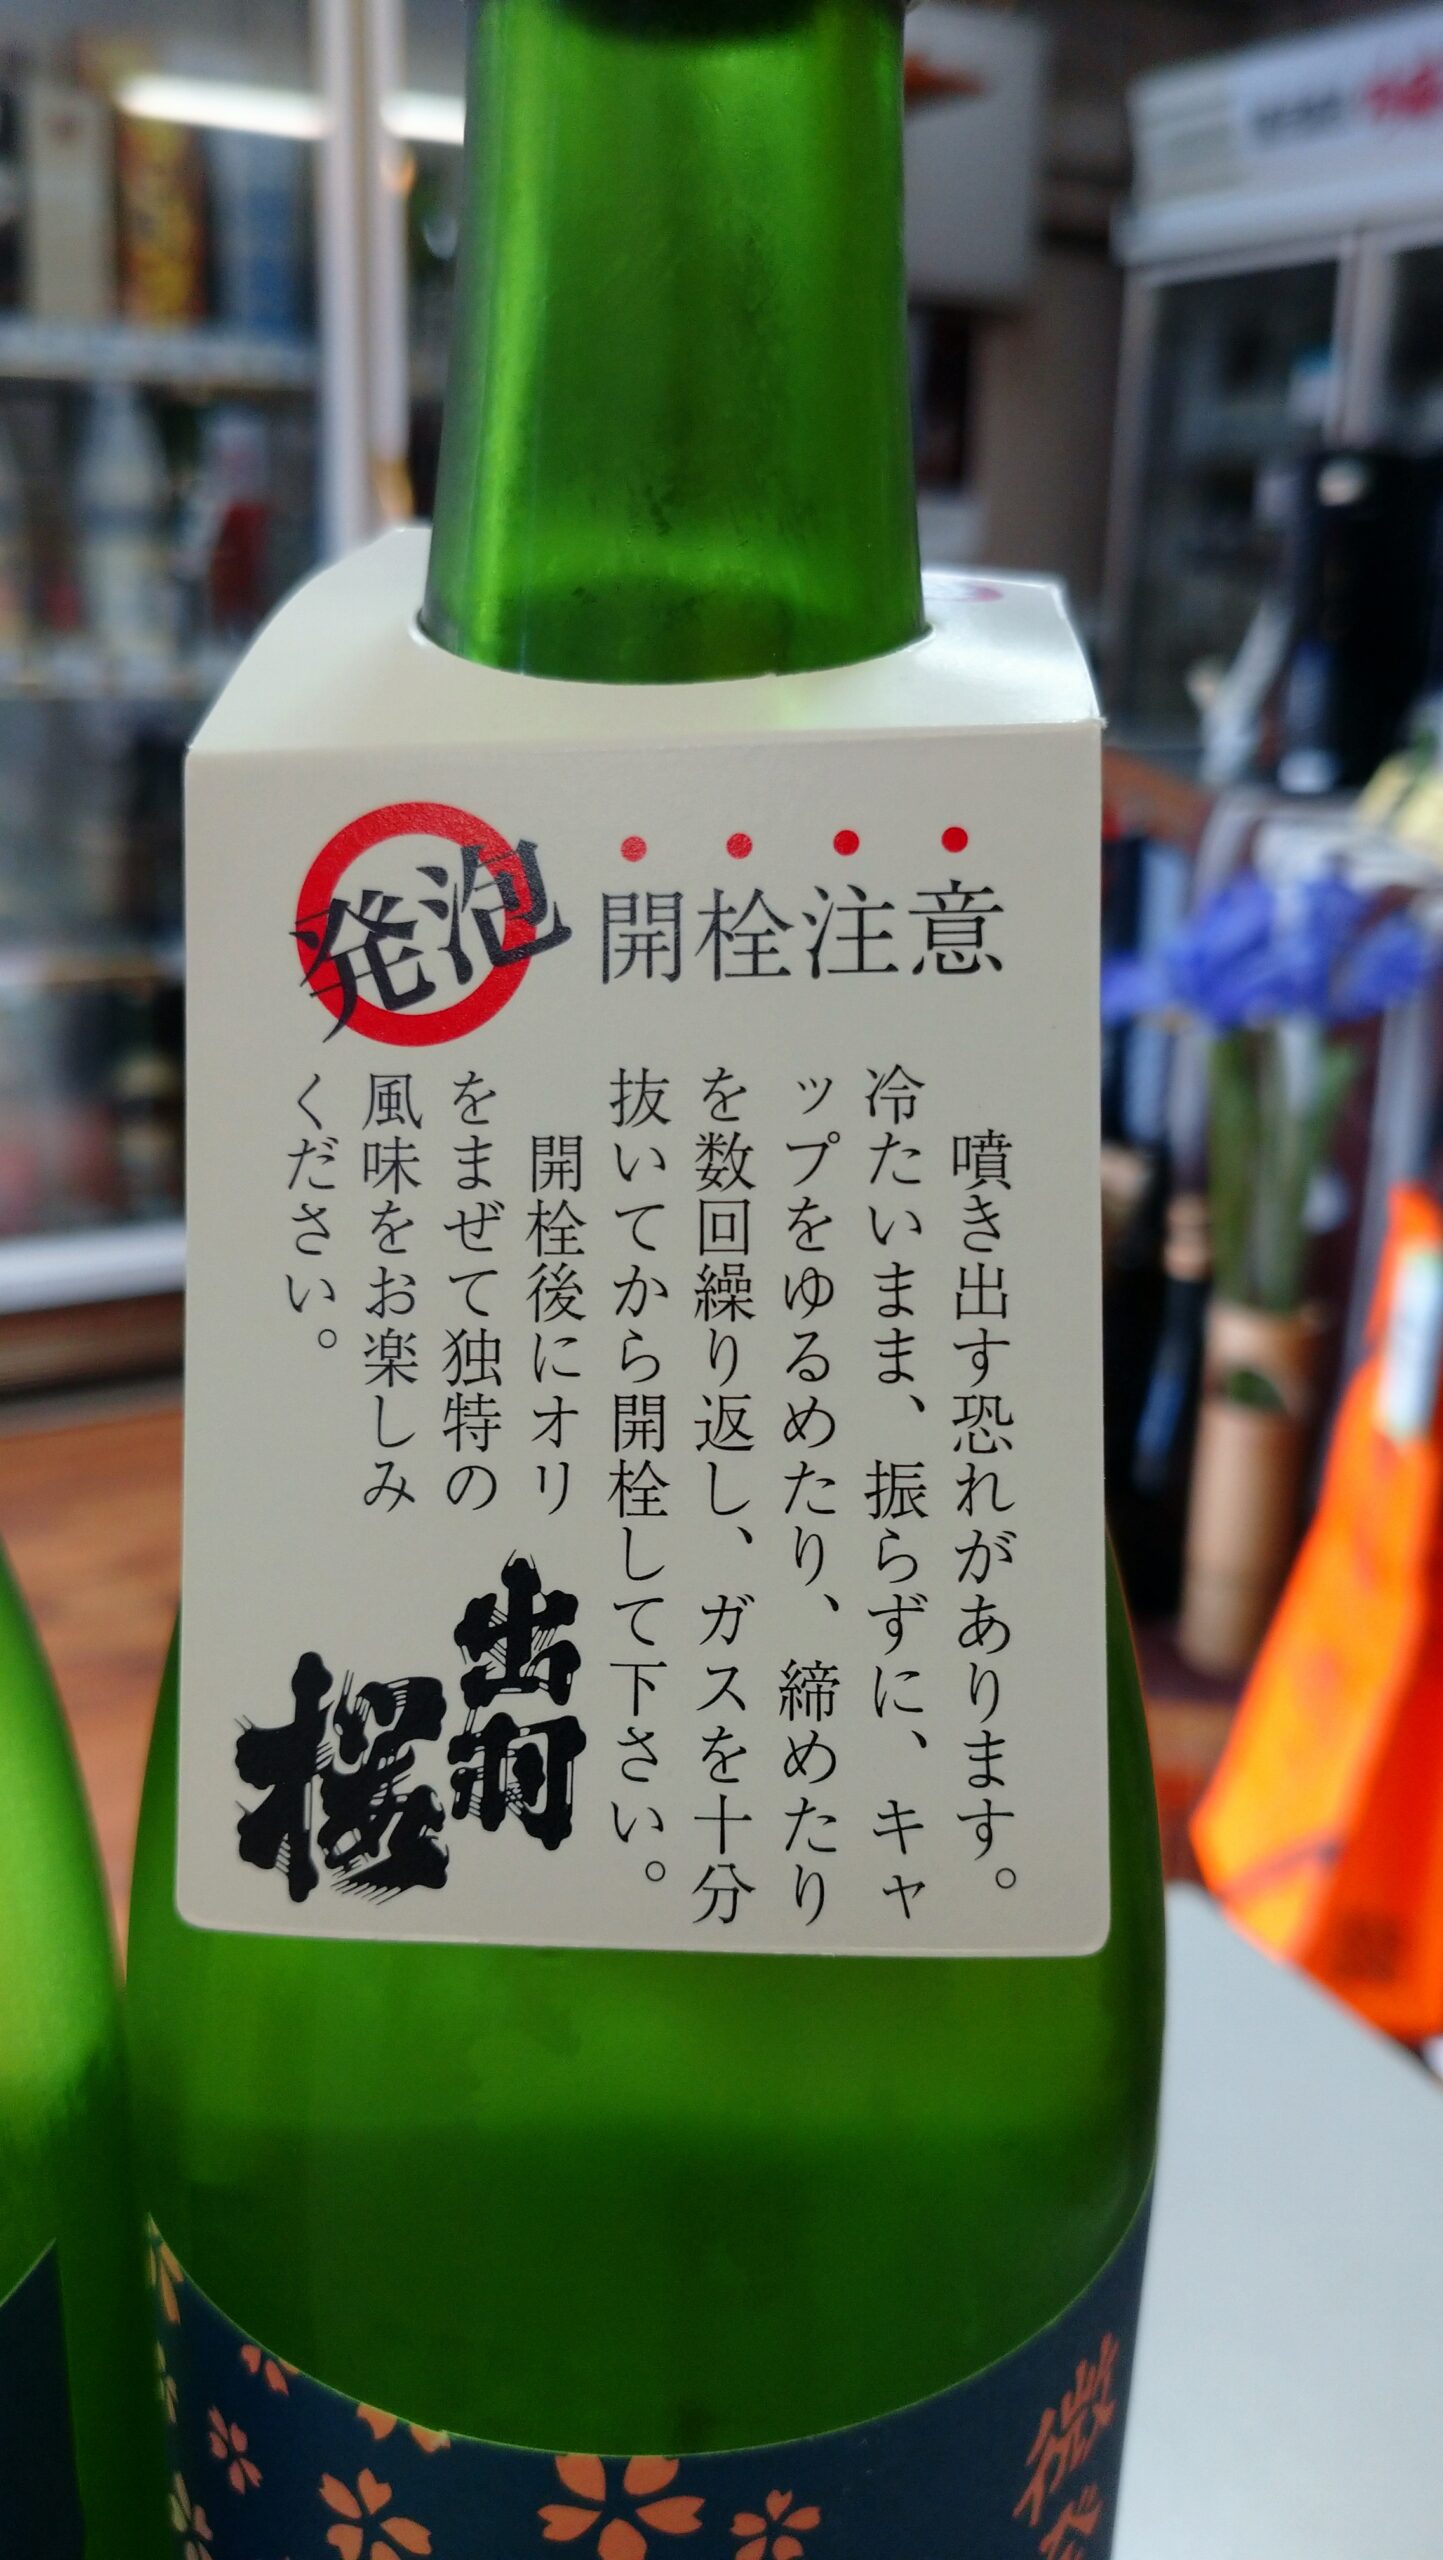 発泡
開栓注意
噴き出す恐れがあります。
冷たいまま、振らずに、キャ
ップをゆるめたり、締めたり
を数回繰り返し、ガスを十分
抜いてから開栓して下さい。
開栓後にオリ
をまぜて独特の
風味をお楽しみ
ください。
出羽
桜
微発